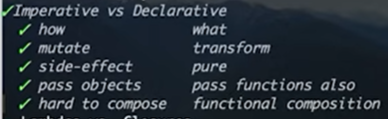 ✓Imperative vs Declarative
✓ how what
✓ mutate transform
✓ side-effect pure
✓ pass objects pass functions also
✓ hard to compose functional composition